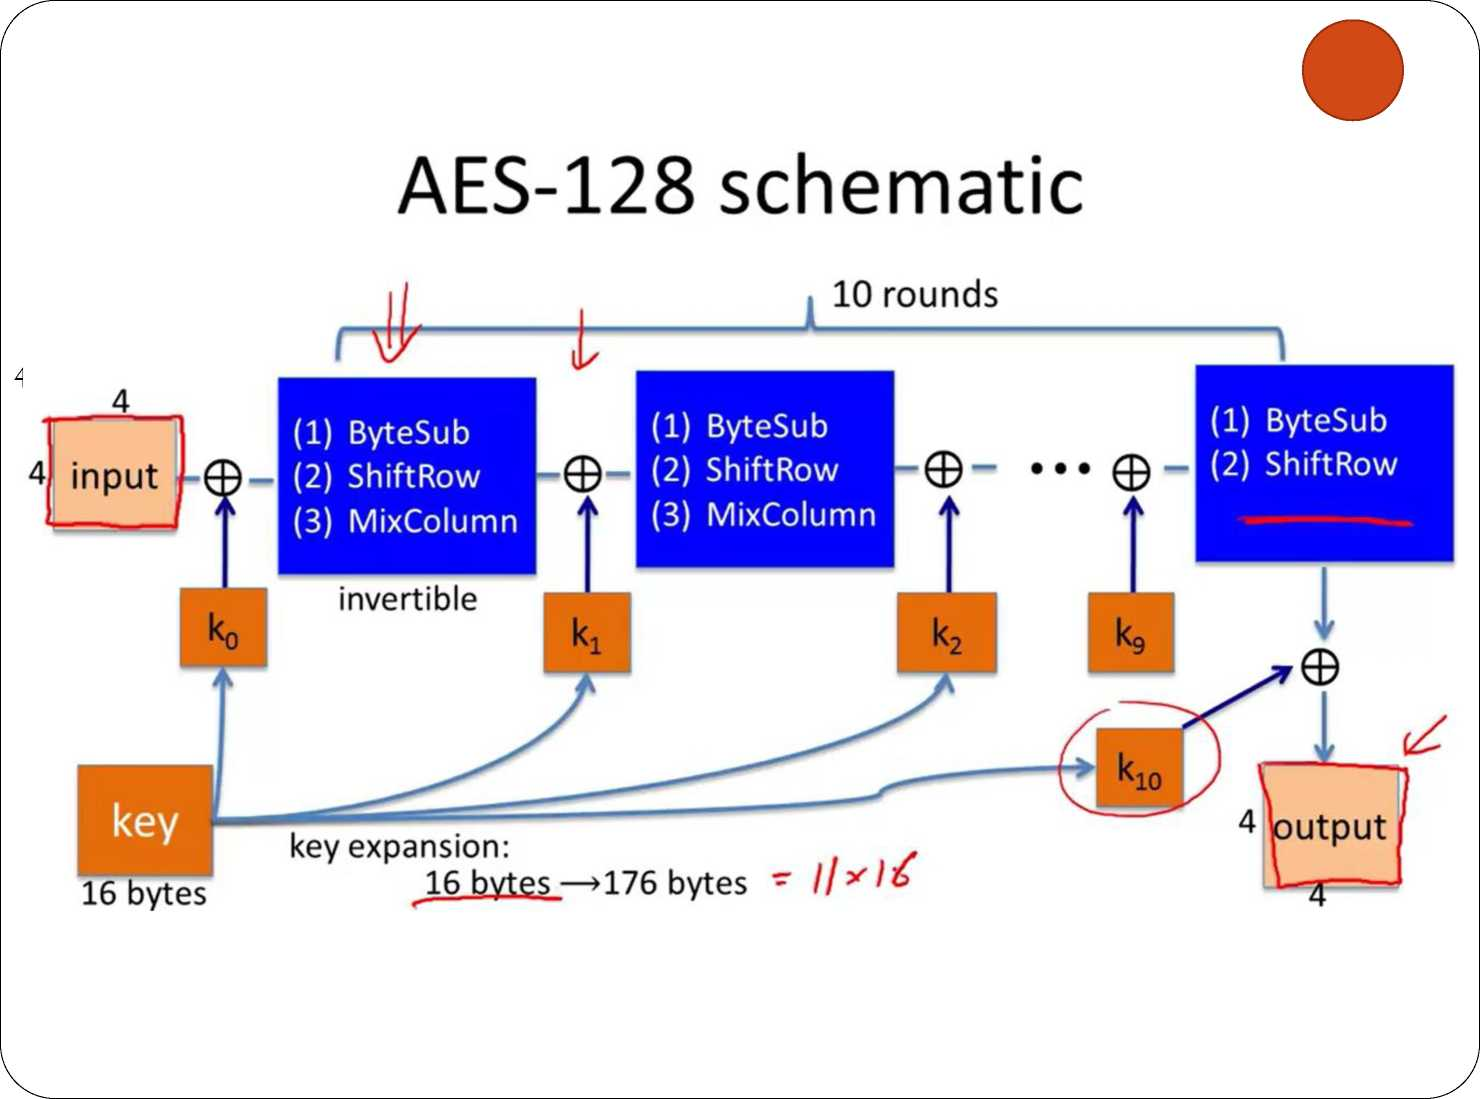 AES-128 schematic
10 rounds
4
4
4
input
(1) ByteSub
(2) ShiftRow
(3) MixColumn
invertible
(1) ByteSub
(2) ShiftRow
(3) MixColumn
(1) ByteSub
(2) ShiftRow
k0
k1
k2
k9
k10
key
16 bytes
key expansion:
16 bytes →176 bytes = 11×16
4
output
4